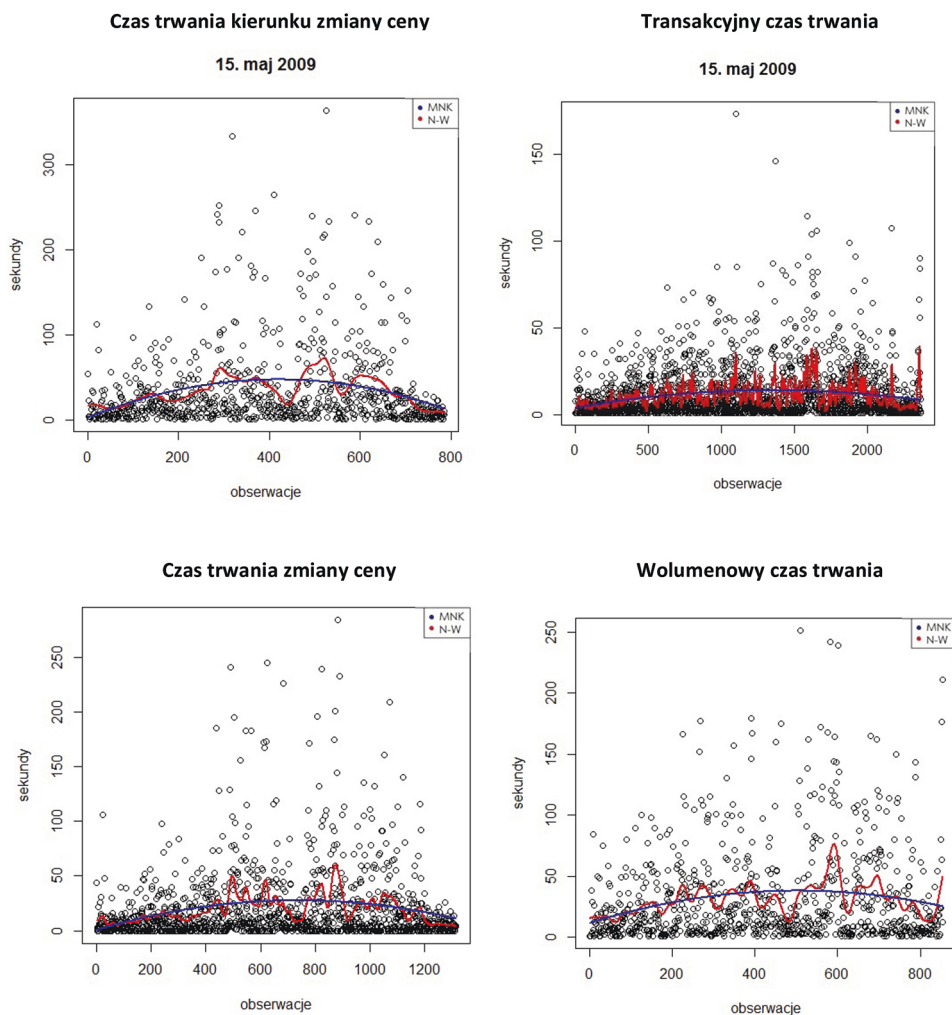 Czas trwania kierunku zmiany ceny
15. maj 2009
MNK
N-W
300
200
100
0
sekundy
0 200 400 600 800
obserwacje
Transakcyjny czas trwania
15. maj 2009
MNK
N-W
150
100
50
0
sekundy
0 500 1000 1500 2000
obserwacje
Czas trwania zmiany ceny
MNK
N-W
250
200
150
100
50
0
sekundy
0 200 400 600 800 1000 1200
obserwacje
Wolumenowy czas trwania
MNK
N-W
250
200
150
100
50
0
sekundy
0 200 400 600 800
obserwacje